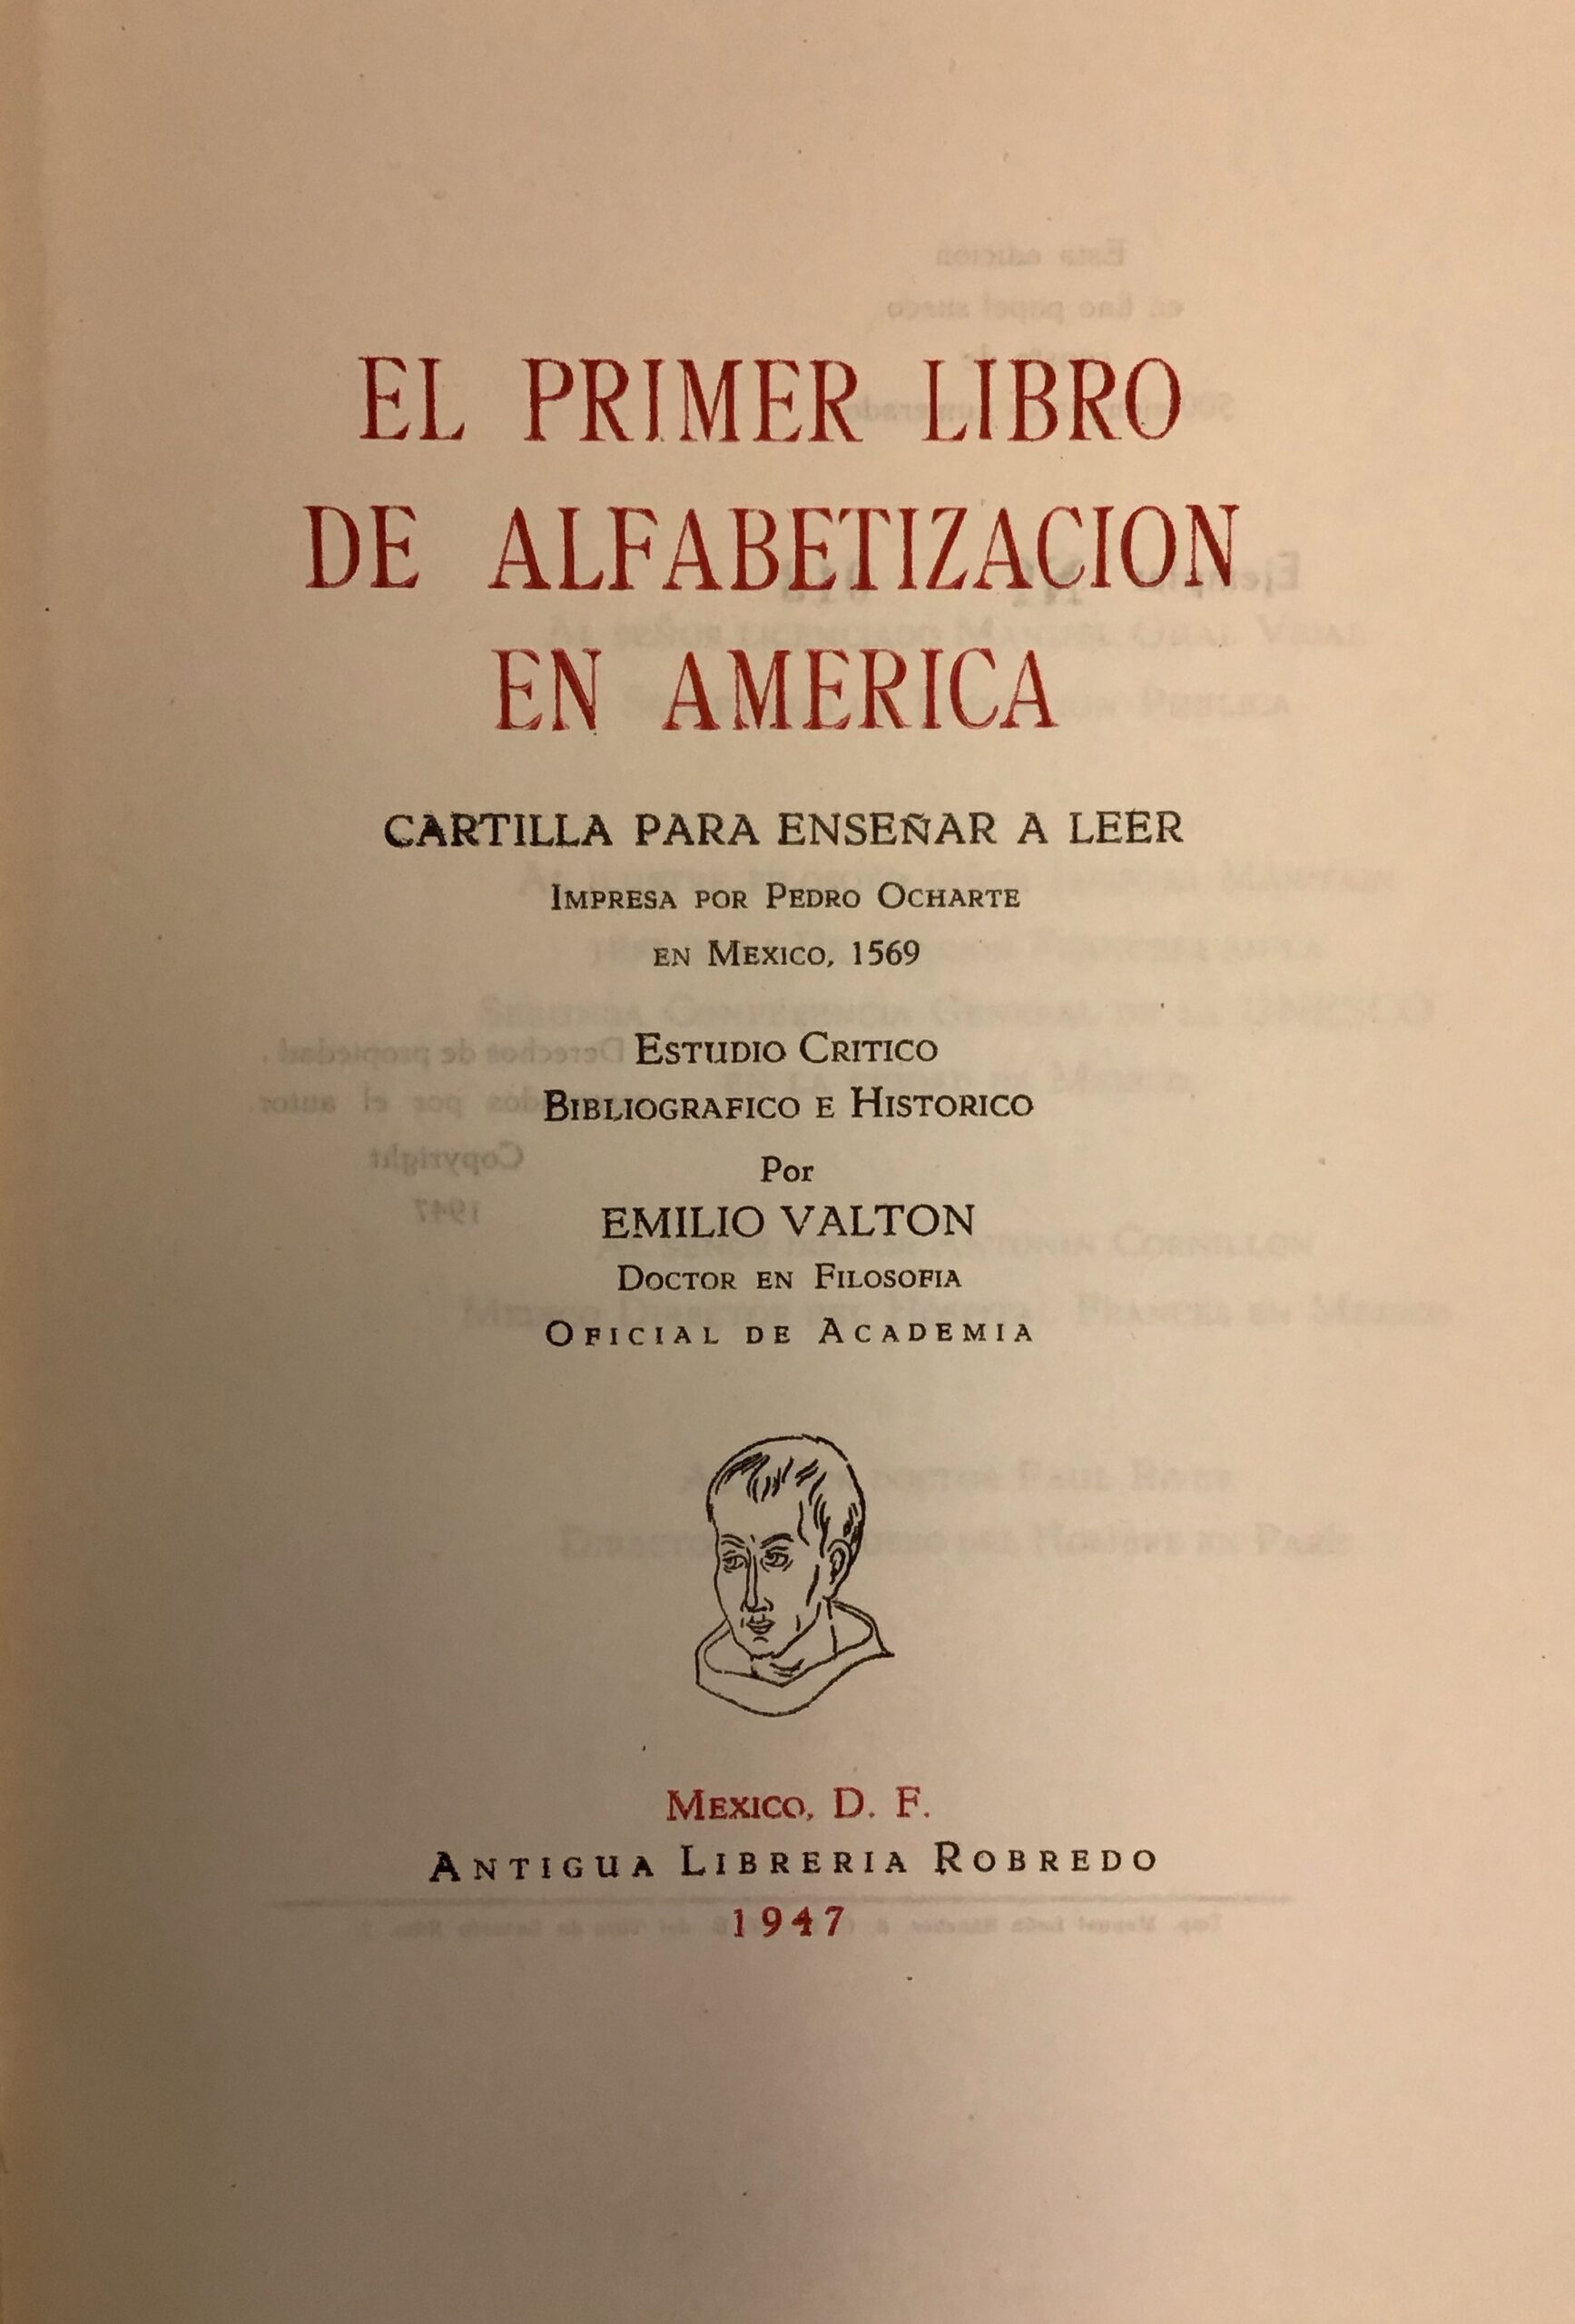 EL PRIMER LIBRO
DE ALFABETIZACION
EN AMERICA
CARTILLA PARA ENSEÑAR A LEER
IMPRESA POR PEDRO OCHARTE
EN MEXICO, 1569
ESTUDIO CRITICO
BIBLIOGRAFICO E HISTORICO
Por
EMILIO VALTON
DOCTOR EN FILOSOFIA
OFICIAL DE ACADEMIA
MEXICO, D. F.
ANTIGUA LIBRERIA ROBREDO
1947